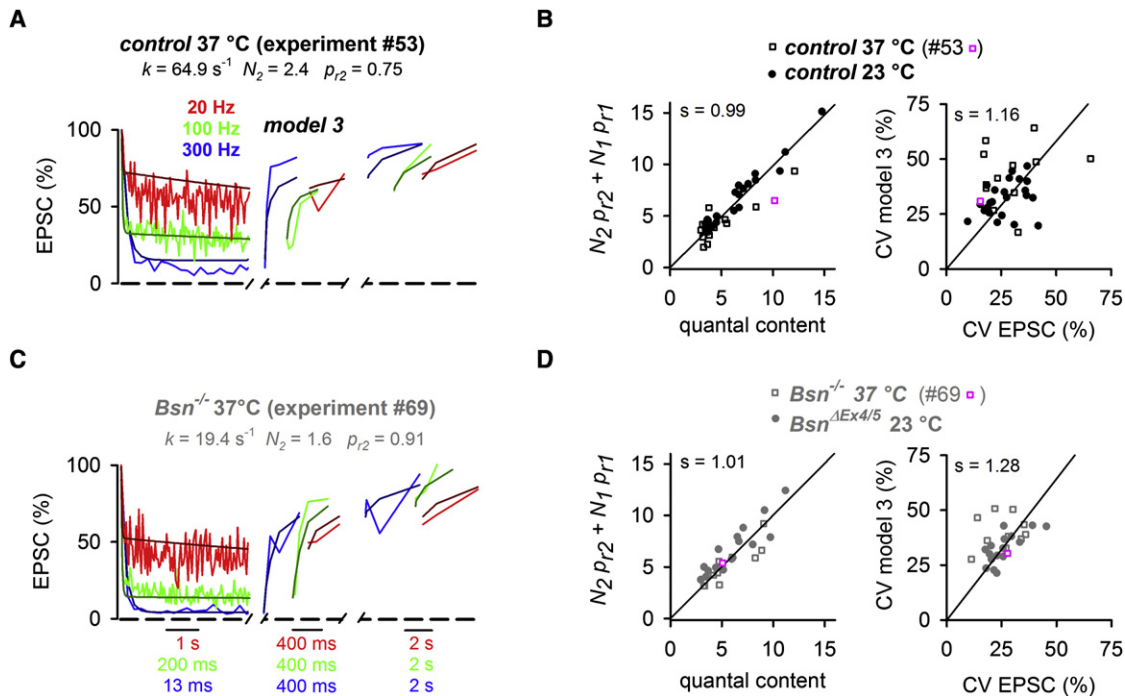 A
control 37 °C (experiment #53)
k = 64.9 s⁻¹ N₂ = 2.4 pᵣ₂ = 0.75
20 Hz
100 Hz
300 Hz
model 3
EPSC (%)
100
50
0
B
control 37 °C (#53 )
control 23 °C
s = 0.99
N₂ pᵣ₂ + N₁ pᵣ₁
15
10
5
0
0 5 10 15
quantal content
s = 1.16
CV model 3 (%)
75
50
25
0
0 25 50 75
CV EPSC (%)
C
Bsn⁻/⁻ 37°C (experiment #69)
k = 19.4 s⁻¹ N₂ = 1.6 pᵣ₂ = 0.91
EPSC (%)
100
50
0
1 s 400 ms 2 s
200 ms 400 ms 2 s
13 ms 400 ms 2 s
D
Bsn⁻/⁻ 37 °C (#69 )
Bsn^ΔEx4/5 23 °C
s = 1.01
N₂ pᵣ₂ + N₁ pᵣ₁
15
10
5
0
0 5 10 15
quantal content
s = 1.28
CV model 3 (%)
75
50
25
0
0 25 50 75
CV EPSC (%)